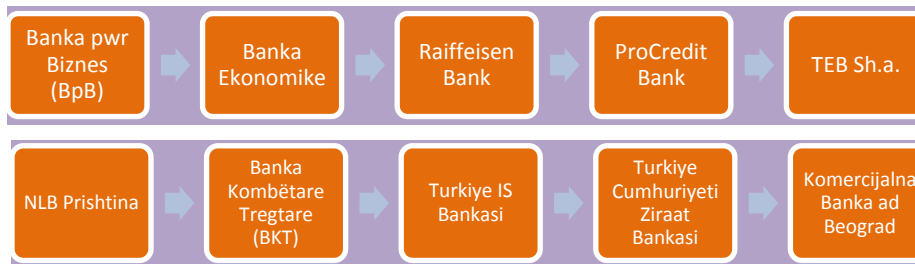 Banka pwr
Biznes
(BpB)
Banka
Ekonomike
Raiffeisen
Bank
ProCredit
Bank
TEB Sh.a.
NLB Prishtina
Banka
Kombëtare
Tregtare
(BKT)
Turkiye IS
Bankasi
Turkiye
Cumhuriyeti
Ziraat
Bankasi
Komercijalna
Banka ad
Beograd